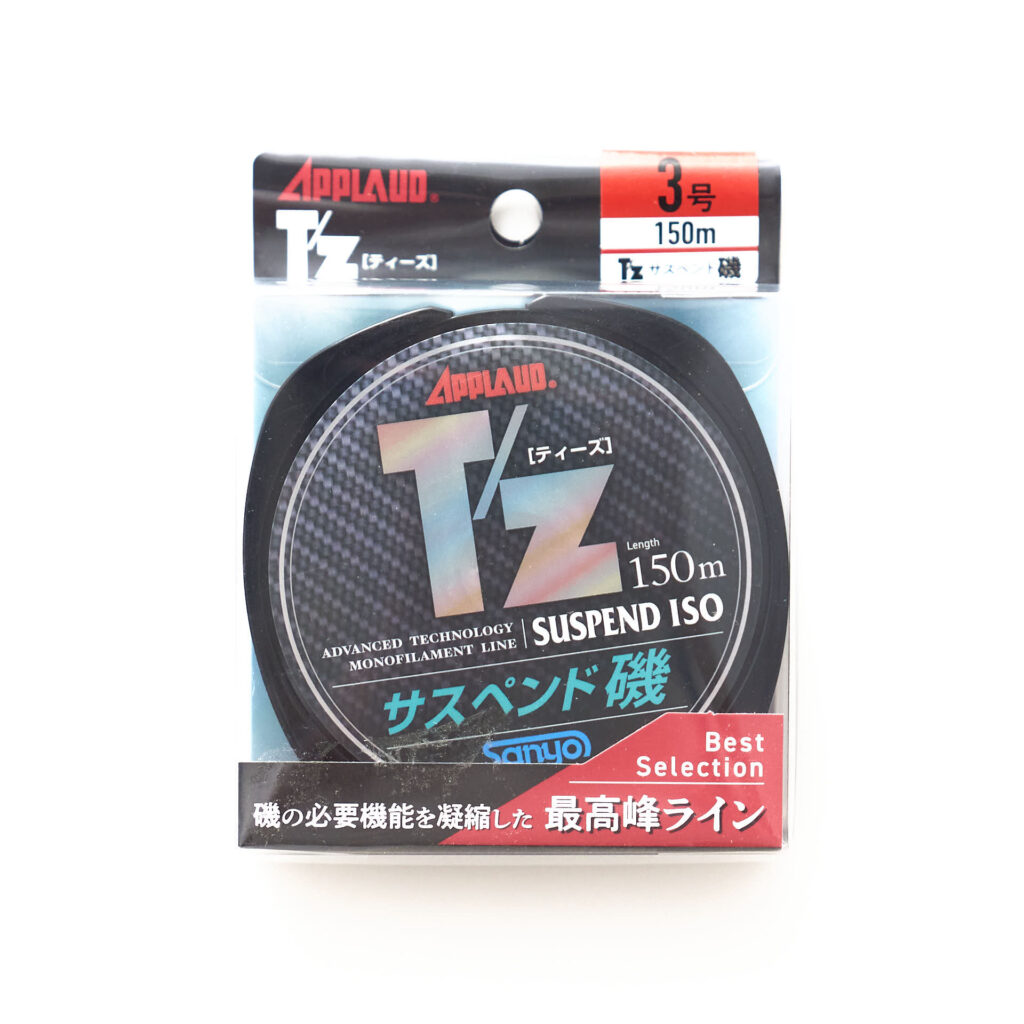 APPLAUD®
T'z [ティーズ]
3号
150m
T'z サスペンド 磯
APPLAUD®
T/z [ティーズ]
Length
150m
ADVANCED TECHNOLOGY
MONOFILAMENT LINE
SUSPEND ISO
サスペンド磯
Sanyo
Best
Selection
磯の必要機能を凝縮した 最高峰ライン